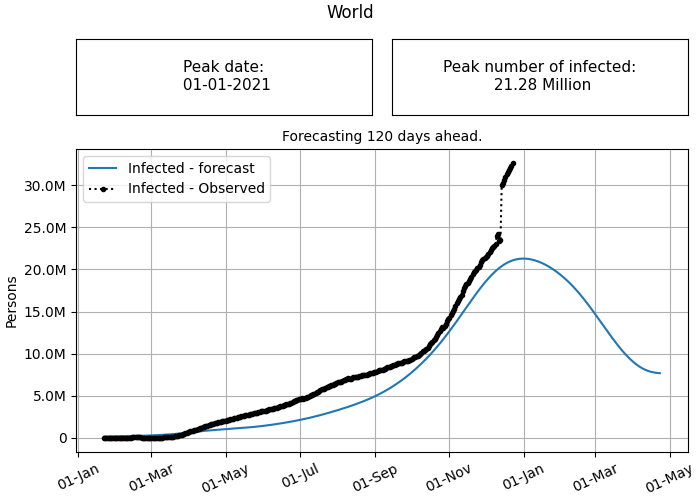 World
Peak date:
01-01-2021
Peak number of infected:
21.28 Million
Forecasting 120 days ahead.
Infected - forecast
Infected - Observed
30.0M
25.0M
20.0M
15.0M
10.0M
5.0M
0
Persons
01-Jan
01-Mar
01-May
01-Jul
01-Sep
01-Nov
01-Jan
01-Mar
01-May